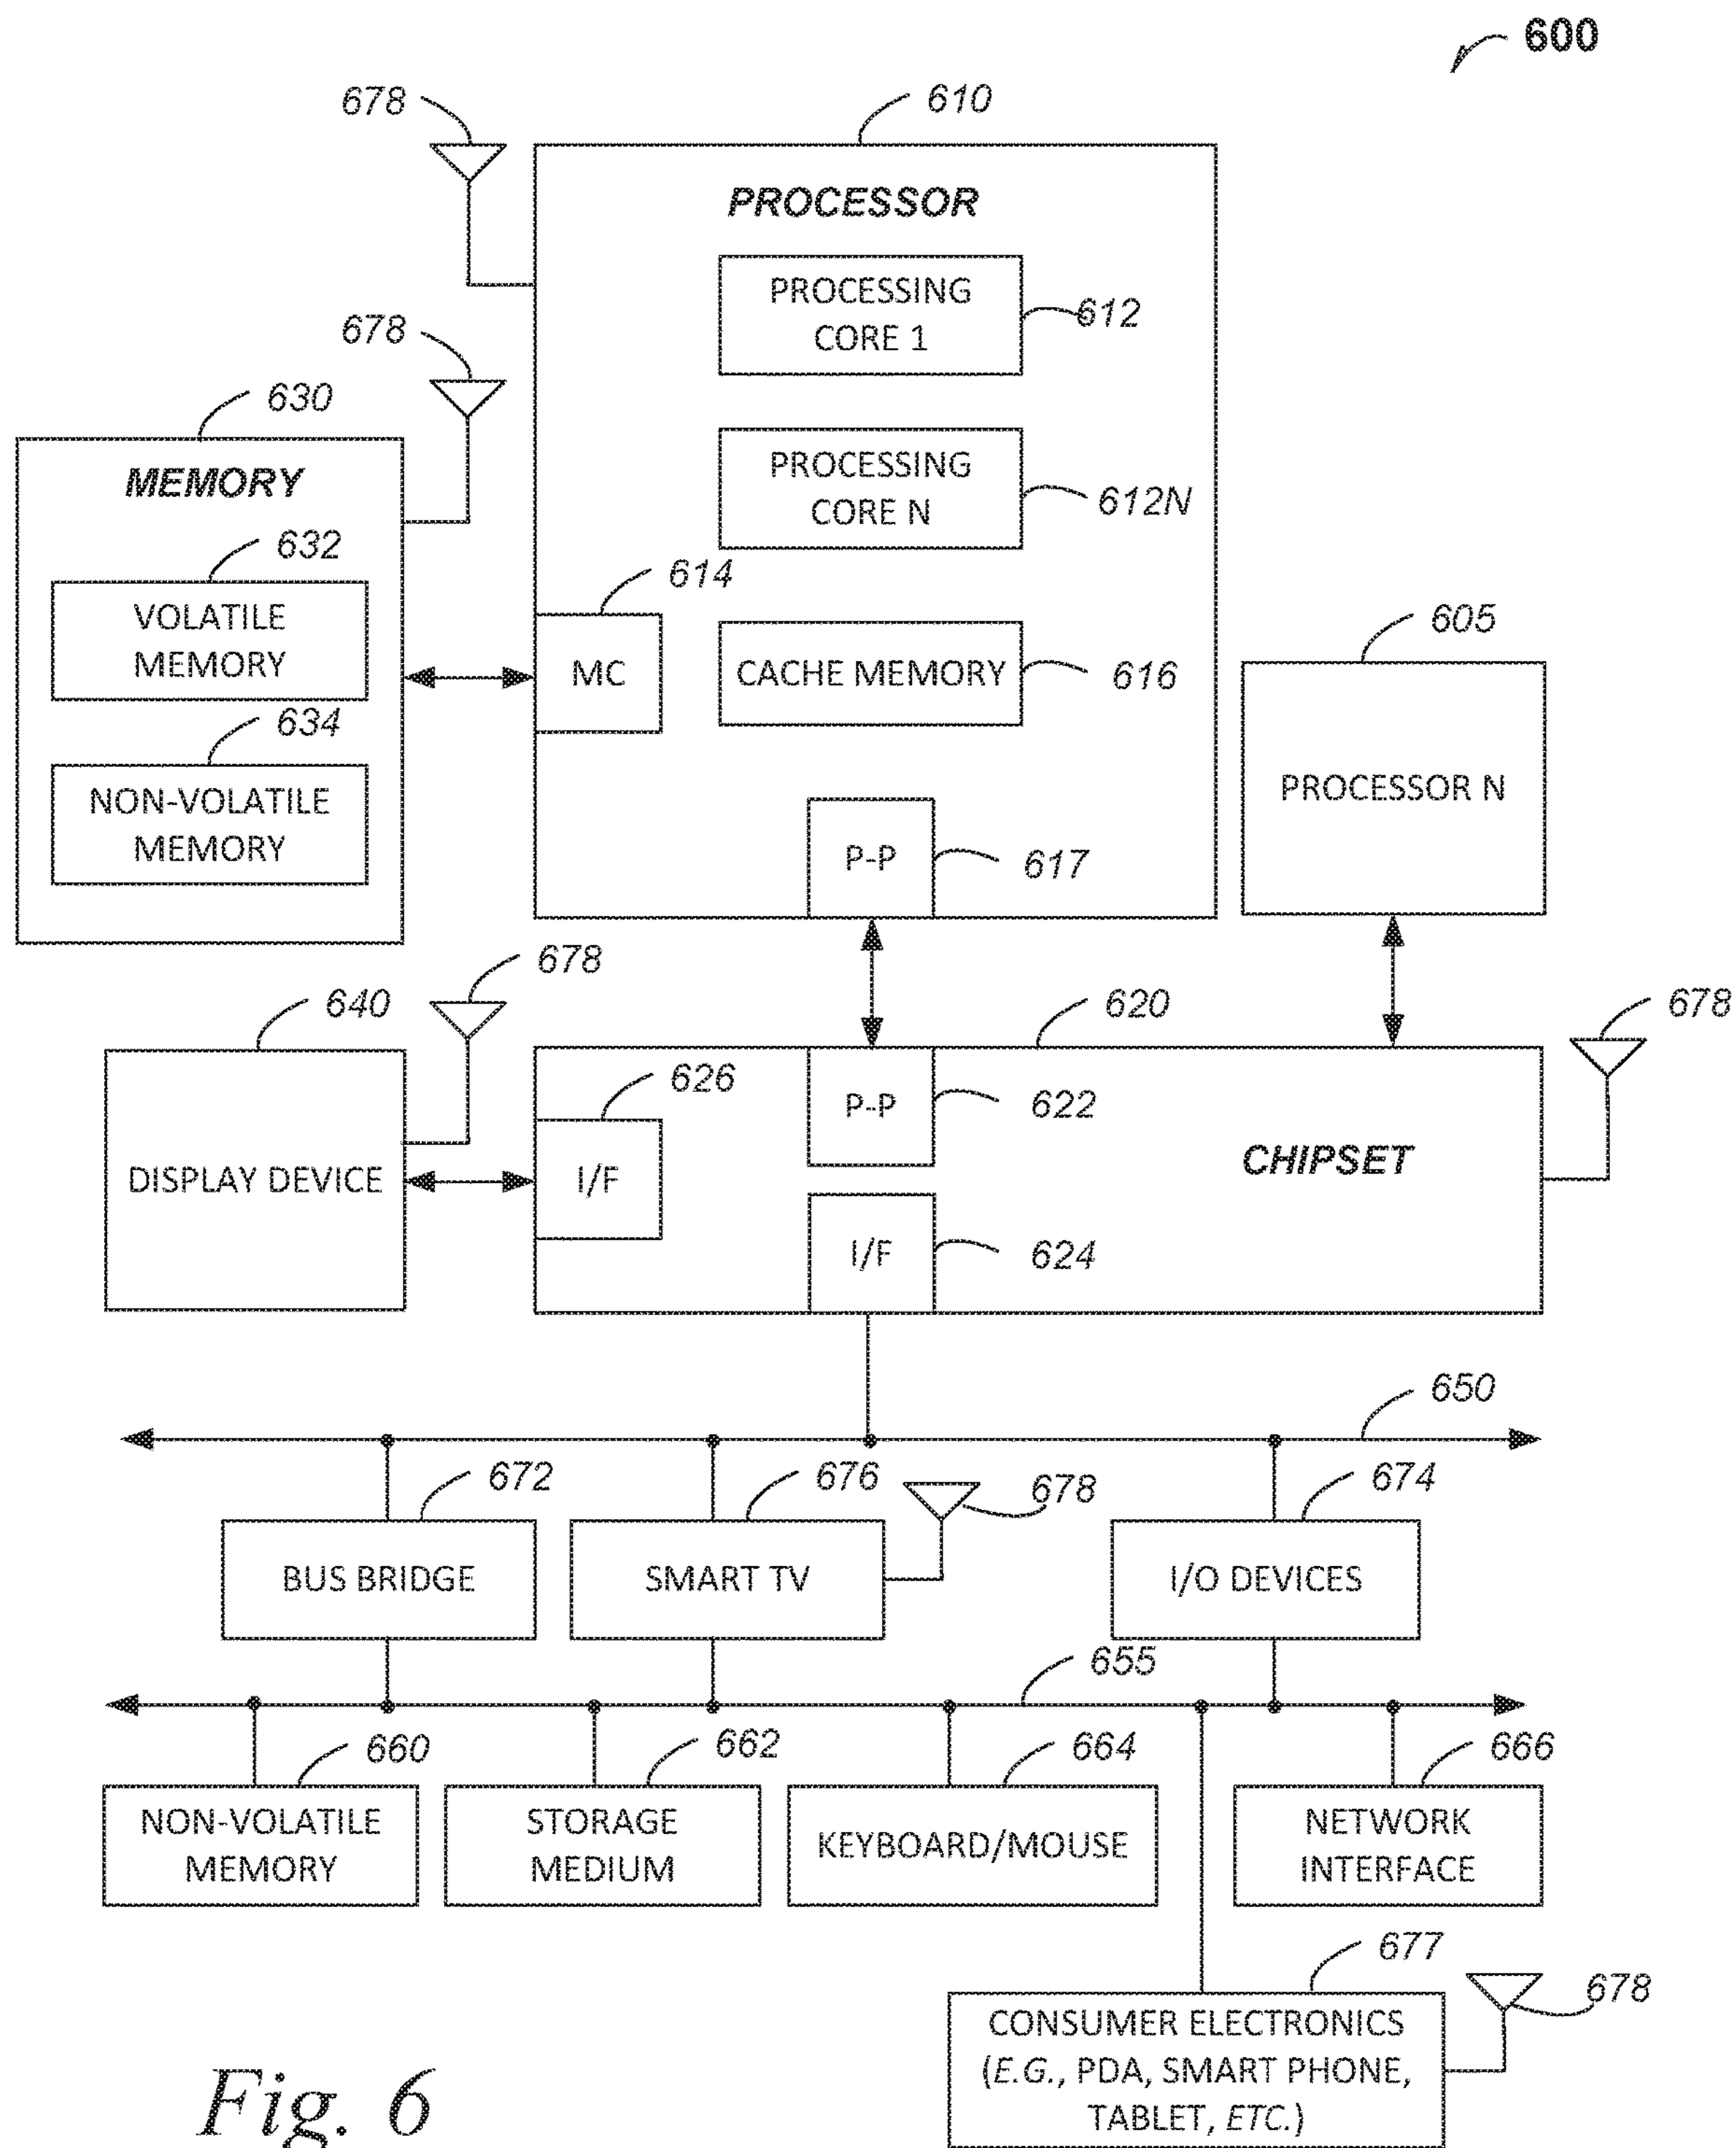 600
678
610
PROCESSOR
PROCESSING
CORE 1
612
678
630
MEMORY
PROCESSING
CORE N
612N
632
VOLATILE
MEMORY
614
MC
CACHE MEMORY
616
605
PROCESSOR N
634
NON-VOLATILE
MEMORY
P-P
617
678
640
DISPLAY DEVICE
620
678
626
I/F
P-P
622
CHIPSET
I/F
624
650
672
BUS BRIDGE
676
SMART TV
678
674
I/O DEVICES
655
660
NON-VOLATILE
MEMORY
662
STORAGE
MEDIUM
664
KEYBOARD/MOUSE
666
NETWORK
INTERFACE
677
678
CONSUMER ELECTRONICS
(E.G., PDA, SMART PHONE,
TABLET, ETC.)
Fig. 6